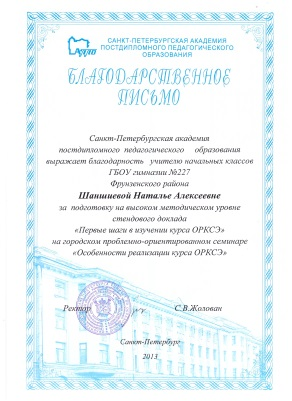 САНКТ-ПЕТЕРБУРГСКАЯ АКАДЕМИЯ
ПОСТДИПЛОМНОГО ПЕДАГОГИЧЕСКОГО
ОБРАЗОВАНИЯ
БЛАГОДАРСТВЕННОЕ
ПИСЬМО
Санкт-Петербургская академия
постдипломного педагогического образования
выражает благодарность учителю начальных классов
ГБОУ гимназии №227
Фрунзенского района
Шаншиевой Наталье Алексеевне
за подготовку на высоком методическом уровне
стендового доклада
«Первые шаги в изучении курса ОРКСЭ»
на городском проблемно-ориентированном семинаре
«Особенности реализации курса ОРКСЭ»
Ректор С.В.Жолован
Санкт-Петербург
2013